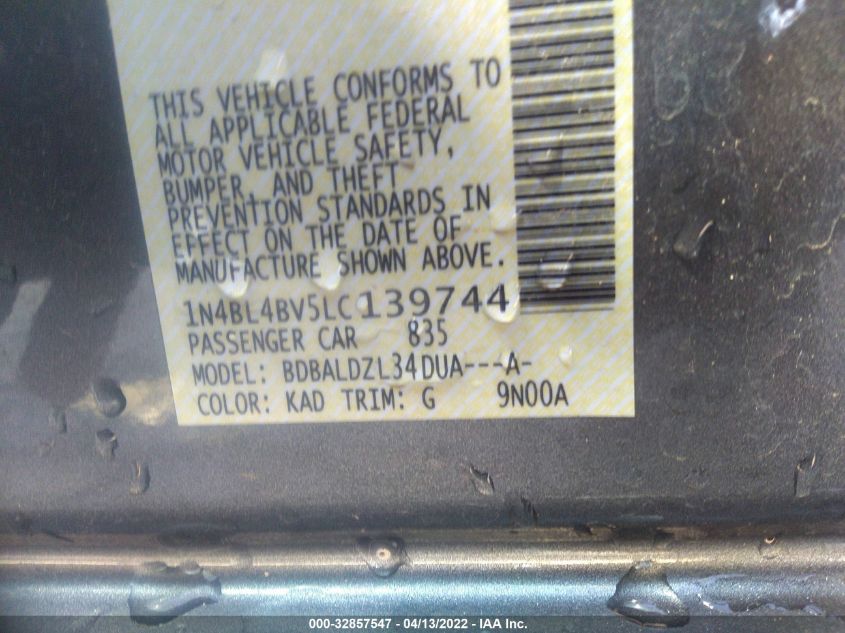 THIS VEHICLE CONFORMS TO
ALL APPLICABLE FEDERAL
MOTOR VEHICLE SAFETY,
BUMPER, AND THEFT
PREVENTION STANDARDS IN
EFFECT ON THE DATE OF
MANUFACTURE SHOWN ABOVE.
1N4BL4BV5LC139744
PASSENGER CAR 835
MODEL: BDBALDZL34DUA---A-
COLOR: KAD TRIM: G 9N00A
000-32857547 - 04/13/2022 - IAA Inc.